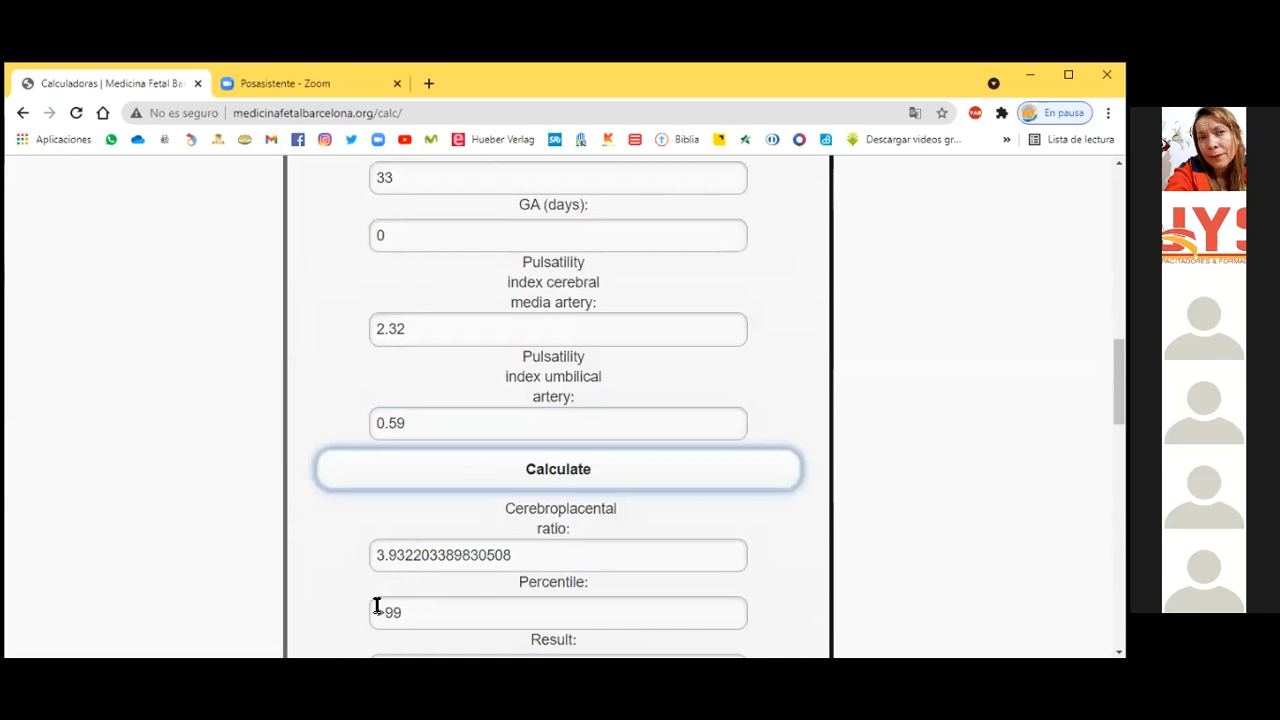 Calculadoras | Medicina Fetal Bar
Posasistente - Zoom
No es seguro
medicinafetalbarcelona.org/calc/
En pausa
Aplicaciones
Hueber Verlag
Biblia
Descargar videos gr...
»
Lista de lectura
33
GA (days):
0
Pulsatility
index cerebral
media artery:
2.32
Pulsatility
index umbilical
artery:
0.59
Calculate
Cerebroplacental
ratio:
3.932203389830508
Percentile:
>99
Result: